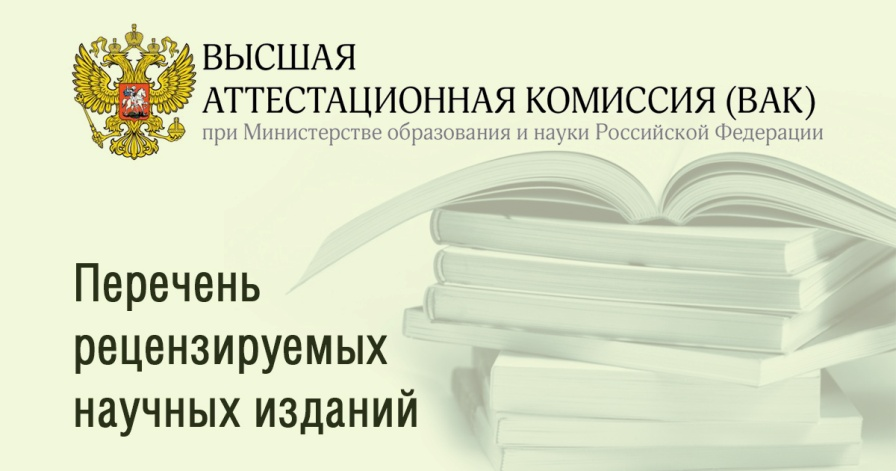 ВЫСШАЯ
АТТЕСТАЦИОННАЯ КОМИССИЯ (ВАК)
при Министерстве образования и науки Российской Федерации
Перечень
рецензируемых
научных изданий